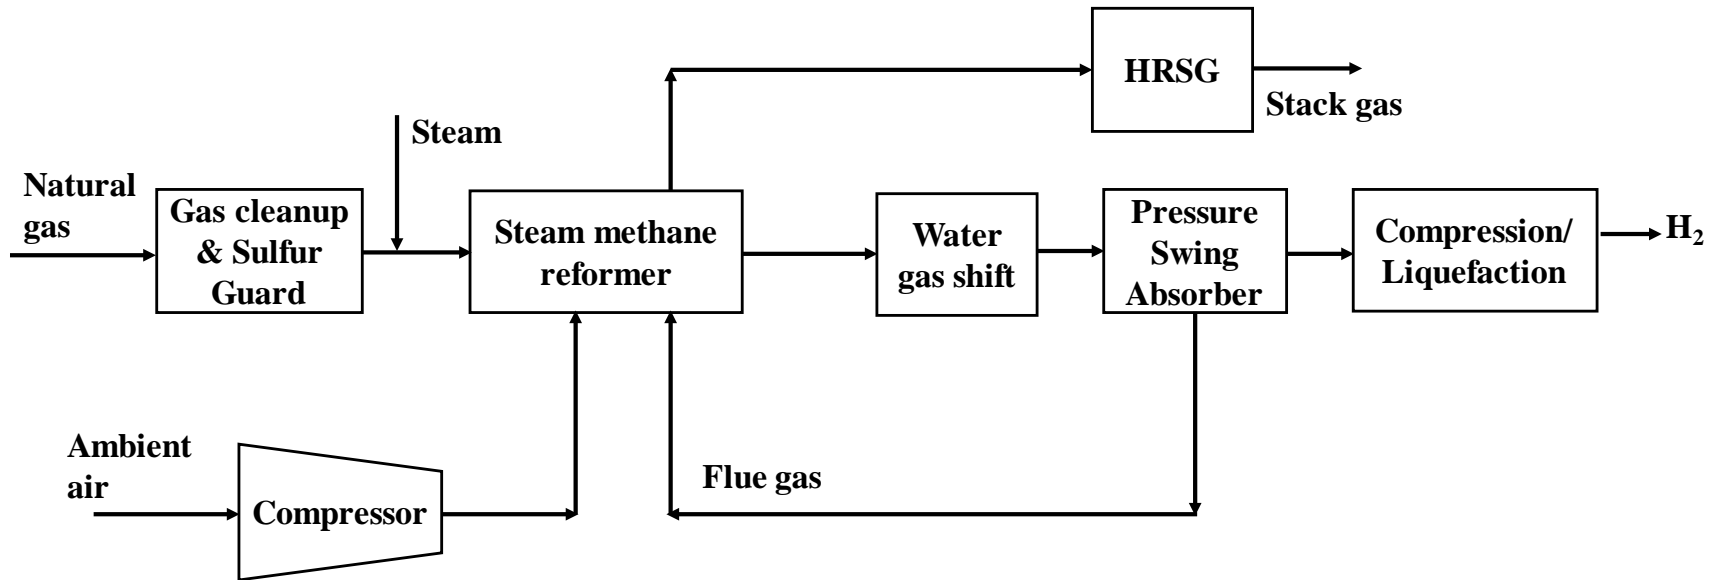 HRSG
Stack gas
Steam
Natural
gas
Gas cleanup
& Sulfur
Guard
Steam methane
reformer
Water
gas shift
Pressure
Swing
Absorber
Compression/
Liquefaction
H₂
Ambient
air
Compressor
Flue gas